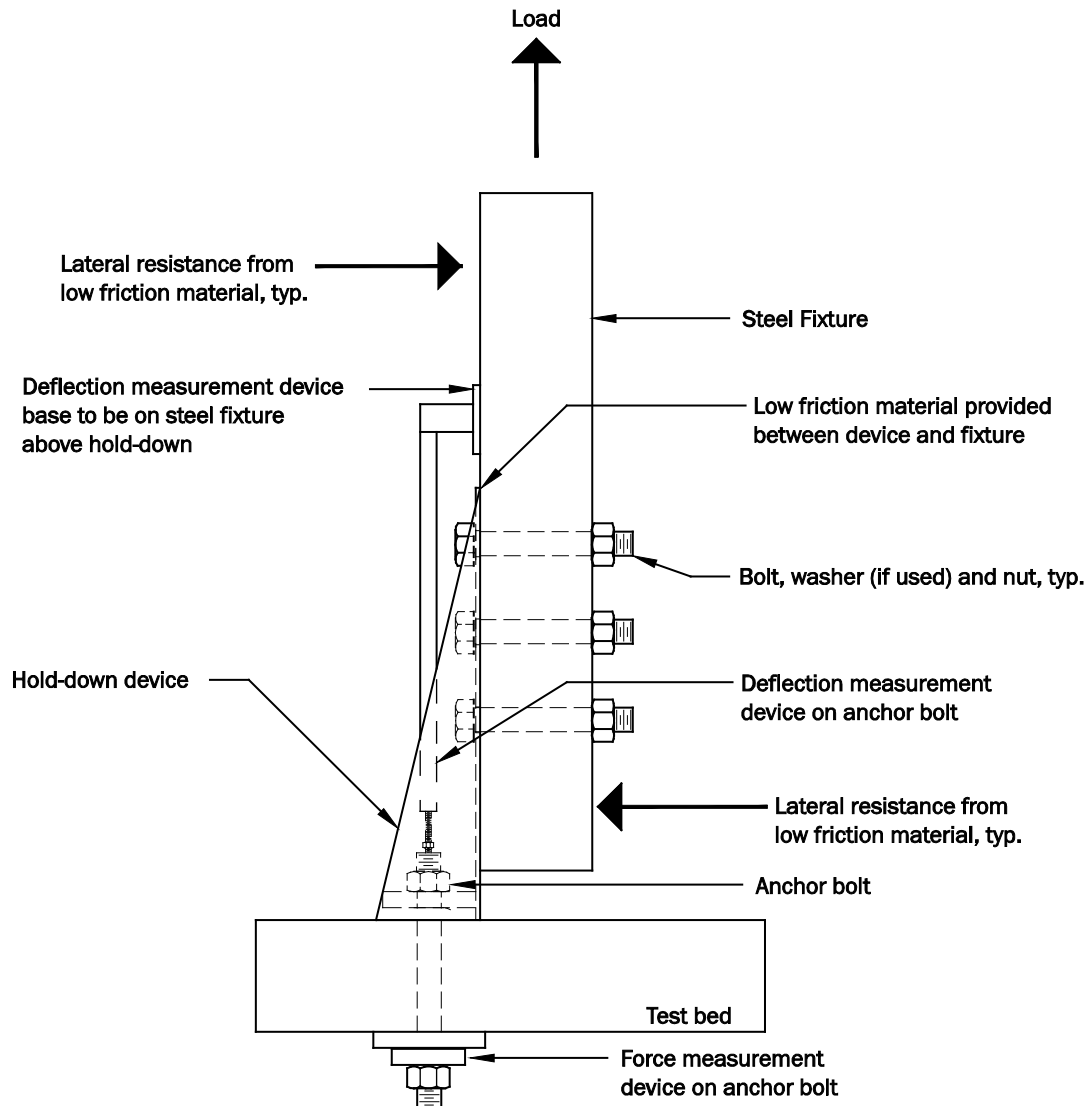 Load
Lateral resistance from
low friction material, typ.
Steel Fixture
Deflection measurement device
base to be on steel fixture
above hold-down
Low friction material provided
between device and fixture
Bolt, washer (if used) and nut, typ.
Hold-down device
Deflection measurement
device on anchor bolt
Lateral resistance from
low friction material, typ.
Anchor bolt
Test bed
Force measurement
device on anchor bolt